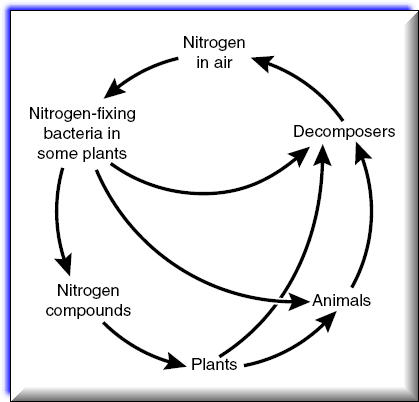 Nitrogen
in air
Nitrogen-fixing
bacteria in
some plants
Decomposers
Nitrogen
compounds
Animals
Plants